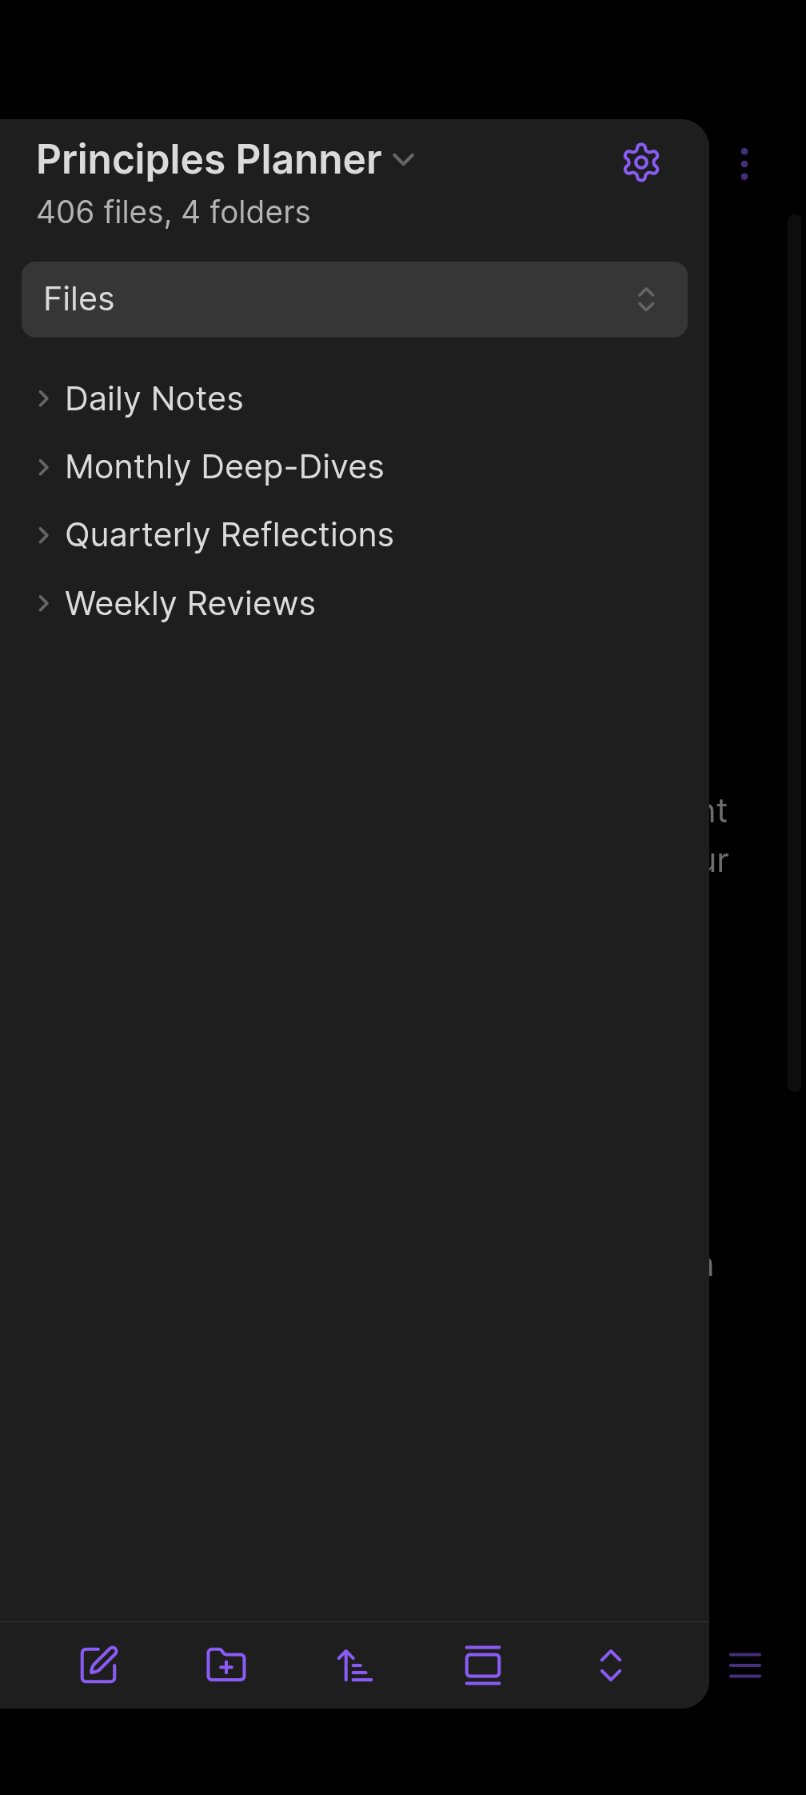 Principles Planner
406 files, 4 folders
Files
Daily Notes
Monthly Deep-Dives
Quarterly Reflections
Weekly Reviews